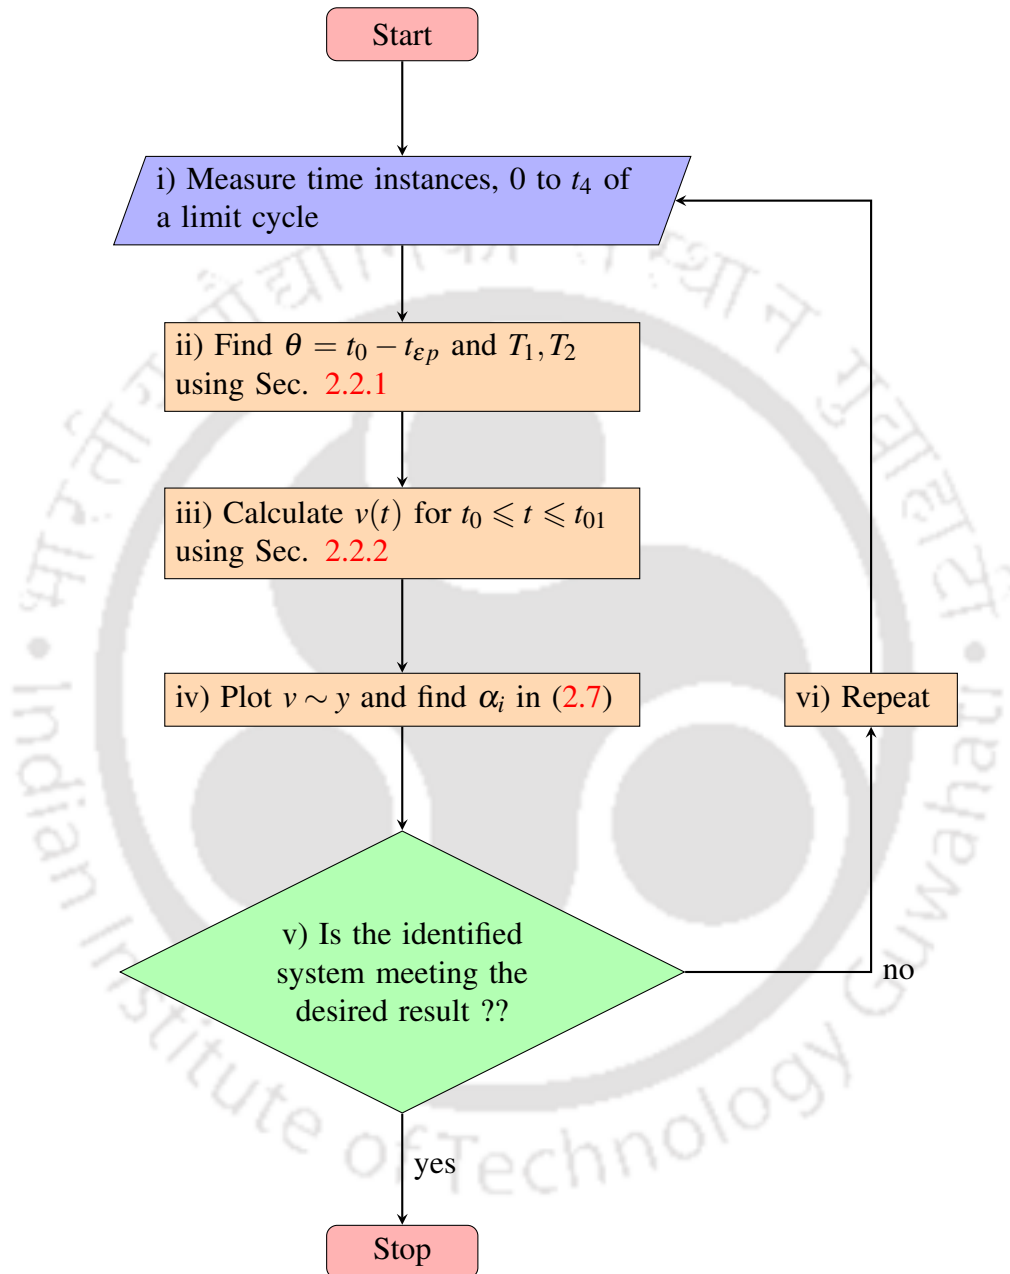 Start
i) Measure time instances, 0 to t₄ of
a limit cycle
ii) Find θ = t₀ − t_{εp} and T₁, T₂
using Sec. 2.2.1
iii) Calculate v(t) for t₀ ⩽ t ⩽ t₀₁
using Sec. 2.2.2
iv) Plot v ∼ y and find αᵢ in (2.7)
vi) Repeat
v) Is the identified
system meeting the
desired result ??
no
yes
Stop
Indian Institute of Technology Guwahati